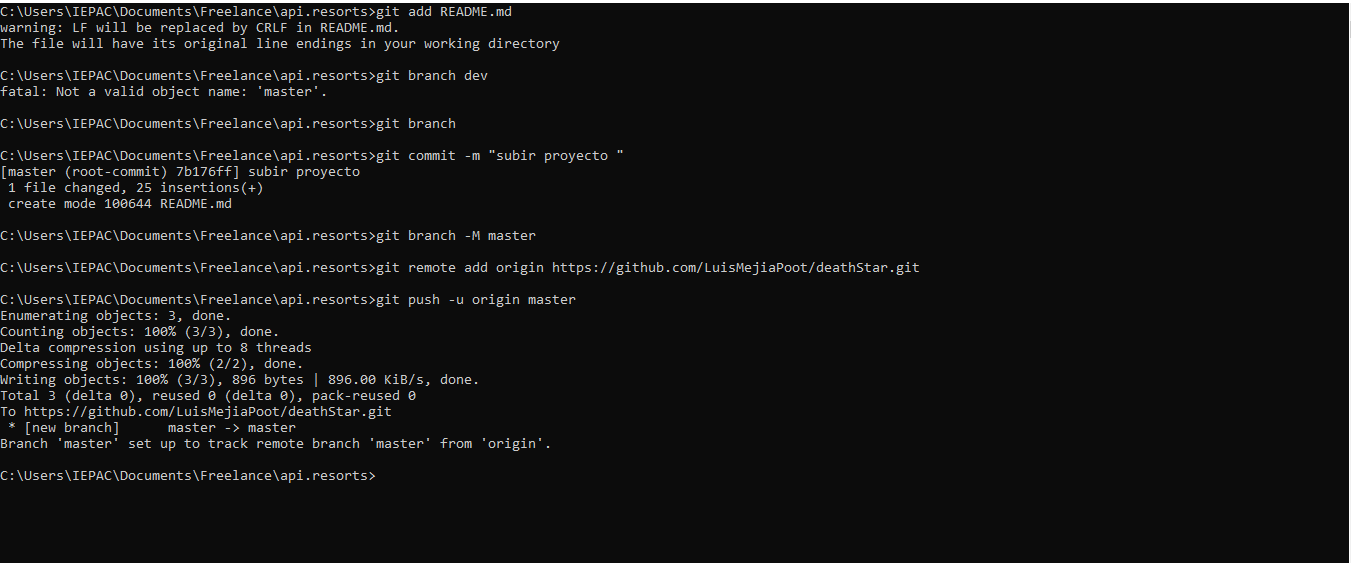 C:\Users\IEPAC\Documents\Freelance\api.resorts>git add README.md
warning: LF will be replaced by CRLF in README.md.
The file will have its original line endings in your working directory
C:\Users\IEPAC\Documents\Freelance\api.resorts>git branch dev
fatal: Not a valid object name: 'master'.
C:\Users\IEPAC\Documents\Freelance\api.resorts>git branch
C:\Users\IEPAC\Documents\Freelance\api.resorts>git commit -m "subir proyecto "
[master (root-commit) 7b176ff] subir proyecto
 1 file changed, 25 insertions(+)
 create mode 100644 README.md
C:\Users\IEPAC\Documents\Freelance\api.resorts>git branch -M master
C:\Users\IEPAC\Documents\Freelance\api.resorts>git remote add origin https://github.com/LuisMejiaPoot/deathStar.git
C:\Users\IEPAC\Documents\Freelance\api.resorts>git push -u origin master
Enumerating objects: 3, done.
Counting objects: 100% (3/3), done.
Delta compression using up to 8 threads
Compressing objects: 100% (2/2), done.
Writing objects: 100% (3/3), 896 bytes | 896.00 KiB/s, done.
Total 3 (delta 0), reused 0 (delta 0), pack-reused 0
To https://github.com/LuisMejiaPoot/deathStar.git
 * [new branch]      master -> master
Branch 'master' set up to track remote branch 'master' from 'origin'.
C:\Users\IEPAC\Documents\Freelance\api.resorts>